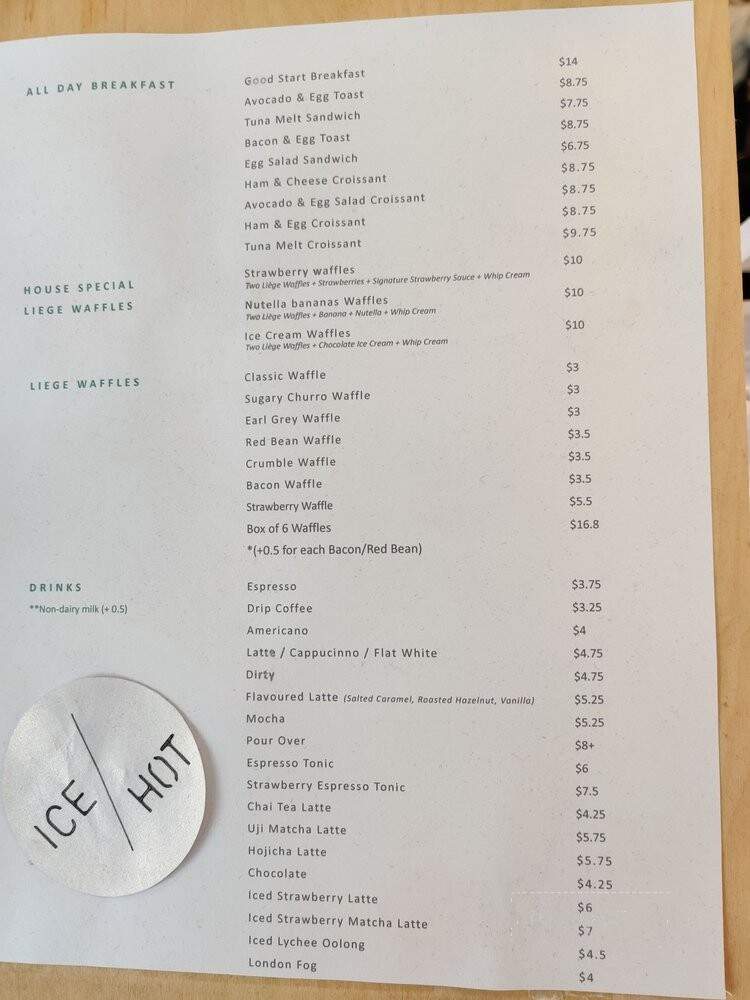 ALL DAY BREAKFAST
Good Start Breakfast $14
Avocado & Egg Toast $8.75
Tuna Melt Sandwich $7.75
Bacon & Egg Toast $8.75
Egg Salad Sandwich $6.75
Ham & Cheese Croissant $8.75
Avocado & Egg Salad Croissant $8.75
Ham & Egg Croissant $8.75
Tuna Melt Croissant $9.75
HOUSE SPECIAL
LIEGE WAFFLES
Strawberry waffles $10
Two Liège Waffles + Strawberries + Signature Strawberry Sauce + Whip Cream
Nutella bananas Waffles $10
Two Liège Waffles + Banana + Nutella + Whip Cream
Ice Cream Waffles $10
Two Liège Waffles + Chocolate Ice Cream + Whip Cream
LIEGE WAFFLES
Classic Waffle $3
Sugary Churro Waffle $3
Earl Grey Waffle $3
Red Bean Waffle $3.5
Crumble Waffle $3.5
Bacon Waffle $3.5
Strawberry Waffle $5.5
Box of 6 Waffles $16.8
*(+0.5 for each Bacon/Red Bean)
DRINKS
**Non-dairy milk (+ 0.5)
Espresso $3.75
Drip Coffee $3.25
Americano $4
Latte / Cappucinno / Flat White $4.75
Dirty $4.75
Flavoured Latte (Salted Caramel, Roasted Hazelnut, Vanilla) $5.25
Mocha $5.25
Pour Over $8+
Espresso Tonic $6
Strawberry Espresso Tonic $7.5
Chai Tea Latte $4.25
Uji Matcha Latte $5.75
Hojicha Latte $5.75
Chocolate $4.25
Iced Strawberry Latte $6
Iced Strawberry Matcha Latte $7
Iced Lychee Oolong $4.5
London Fog $4
ICE / HOT